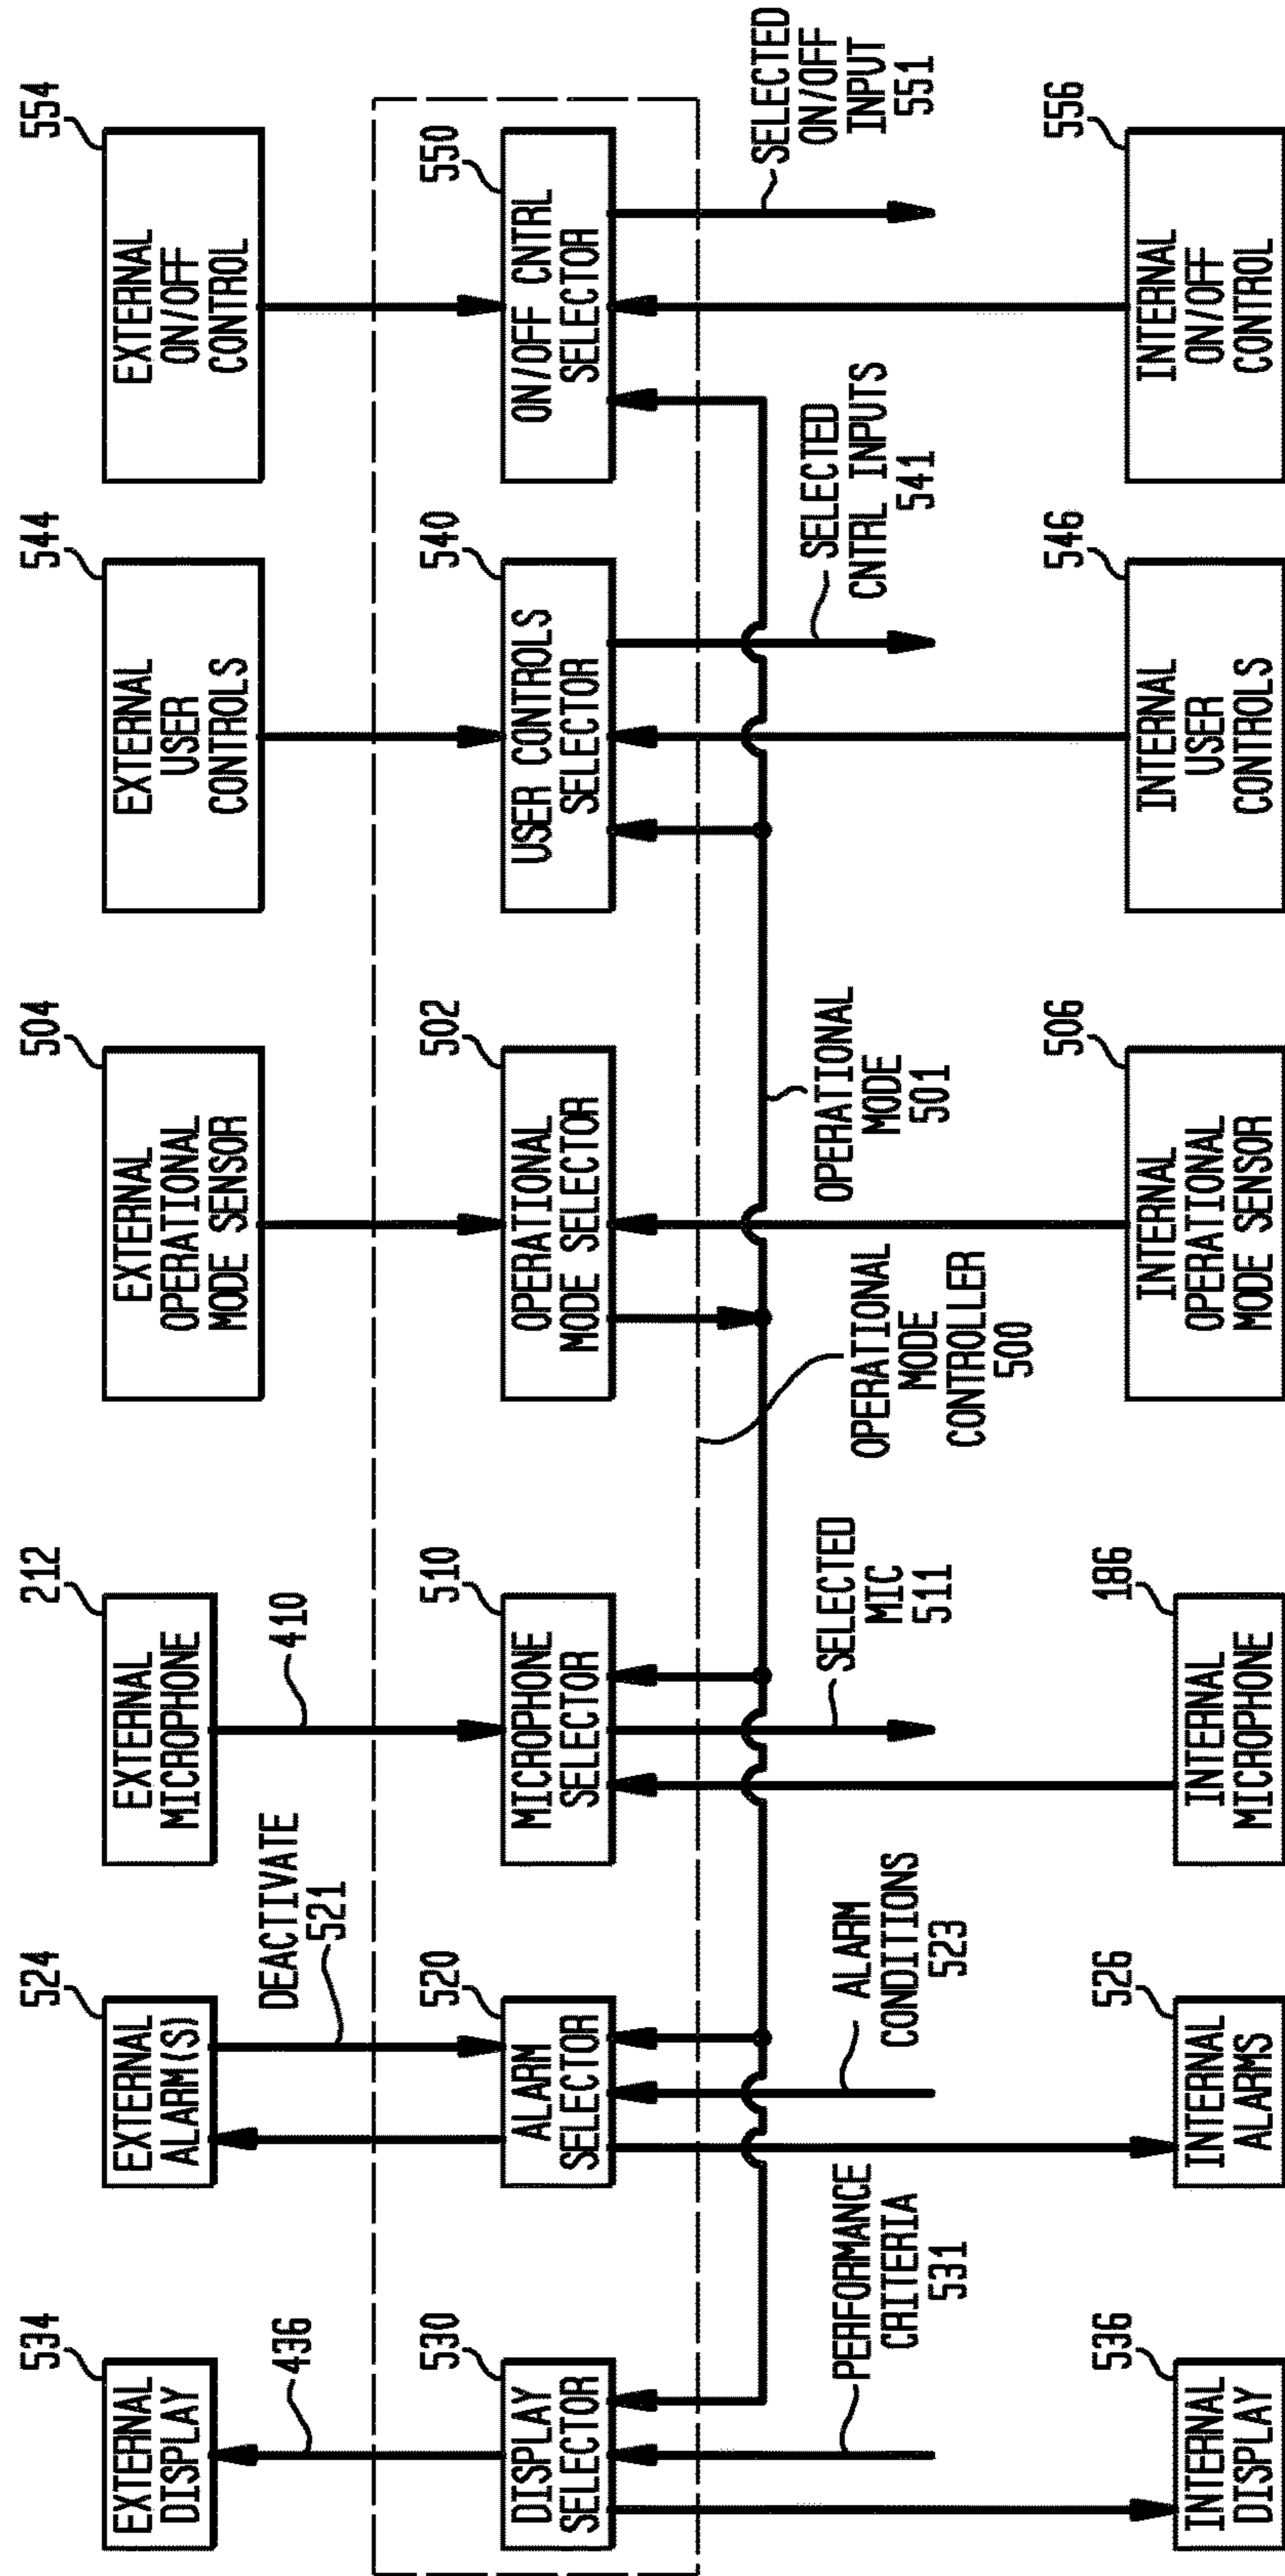 534
EXTERNAL
DISPLAY
436
530
DISPLAY
SELECTOR
PERFORMANCE
CRITERIA
531
536
INTERNAL
DISPLAY
524
EXTERNAL
ALARM(S)
DEACTIVATE
521
520
ALARM
SELECTOR
ALARM
CONDITIONS
523
526
INTERNAL
ALARMS
212
EXTERNAL
MICROPHONE
410
510
MICROPHONE
SELECTOR
SELECTED
MIC
511
186
INTERNAL
MICROPHONE
504
EXTERNAL
OPERATIONAL
MODE SENSOR
502
OPERATIONAL
MODE SELECTOR
OPERATIONAL
MODE
CONTROLLER
500
OPERATIONAL
MODE
501
506
INTERNAL
OPERATIONAL
MODE SENSOR
544
EXTERNAL
USER
CONTROLS
540
USER CONTROLS
SELECTOR
SELECTED
CNTRL INPUTS
541
546
INTERNAL
USER
CONTROLS
554
EXTERNAL
ON/OFF
CONTROL
550
ON/OFF CNTRL
SELECTOR
SELECTED
ON/OFF
INPUT
551
556
INTERNAL
ON/OFF
CONTROL